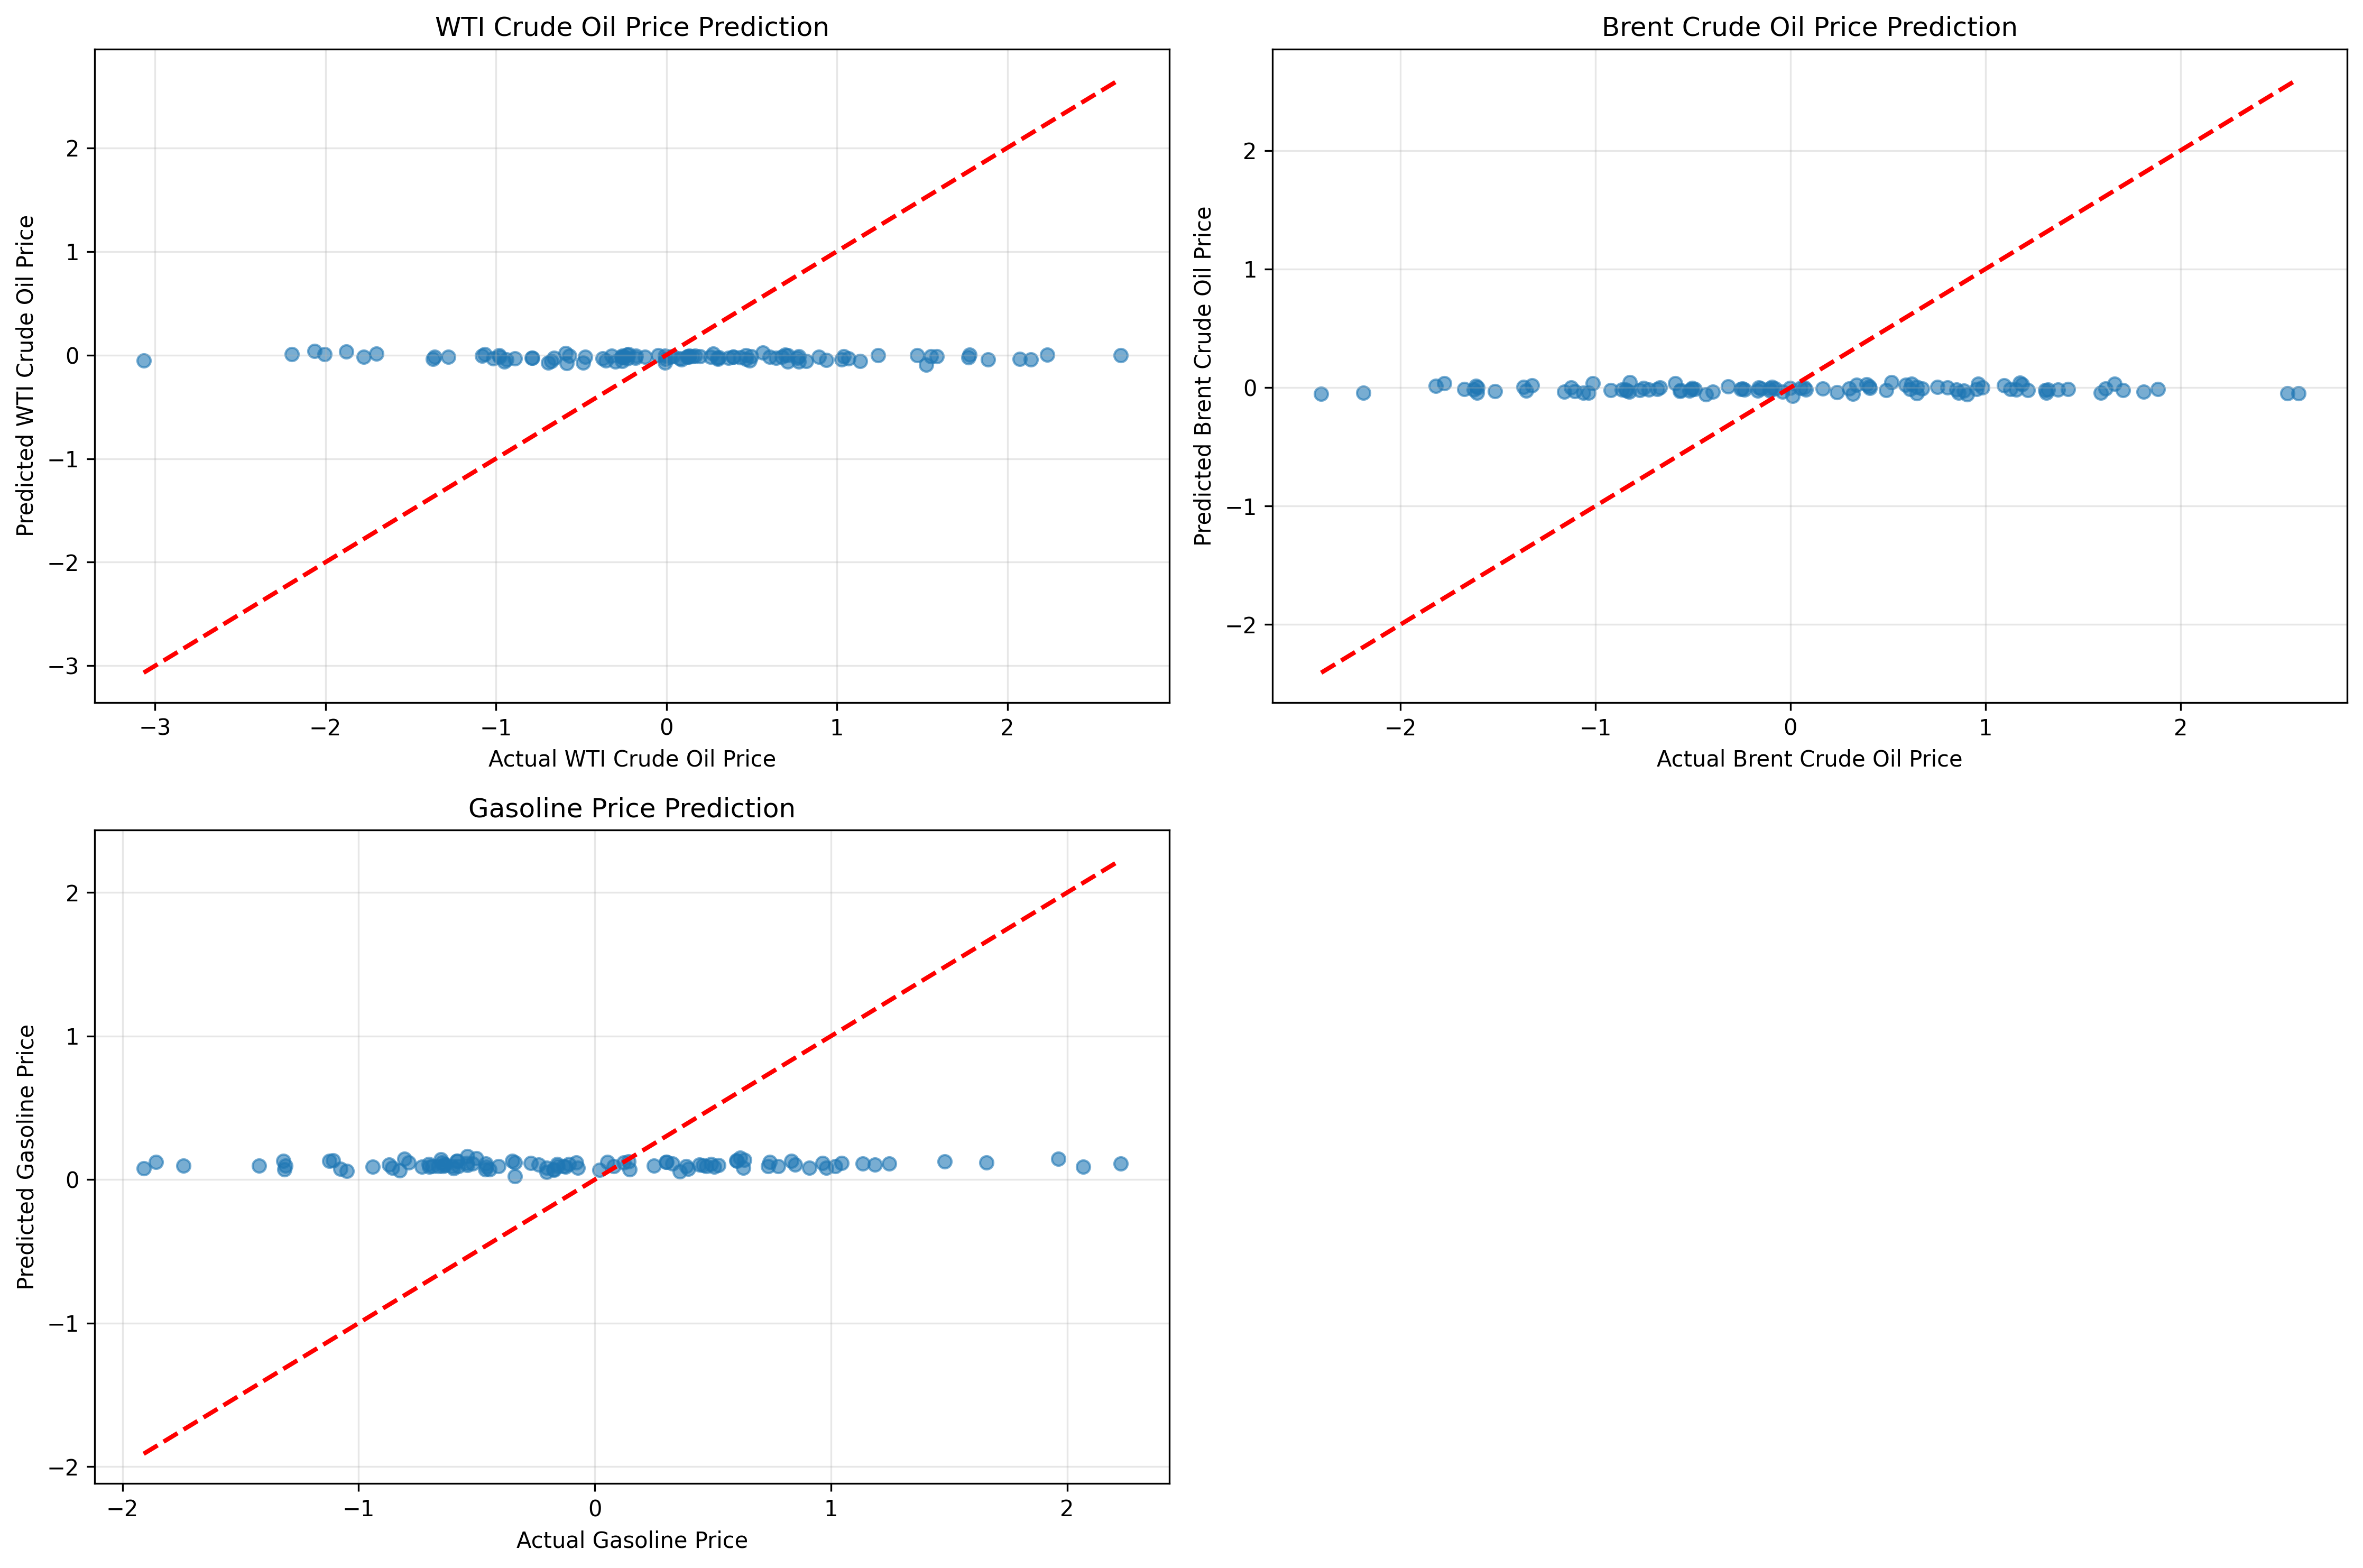 WTI Crude Oil Price Prediction
Predicted WTI Crude Oil Price
2
1
0
−1
−2
−3
−3 −2 −1 0 1 2
Actual WTI Crude Oil Price
Brent Crude Oil Price Prediction
Predicted Brent Crude Oil Price
2
1
0
−1
−2
−2 −1 0 1 2
Actual Brent Crude Oil Price
Gasoline Price Prediction
Predicted Gasoline Price
2
1
0
−1
−2
−2 −1 0 1 2
Actual Gasoline Price